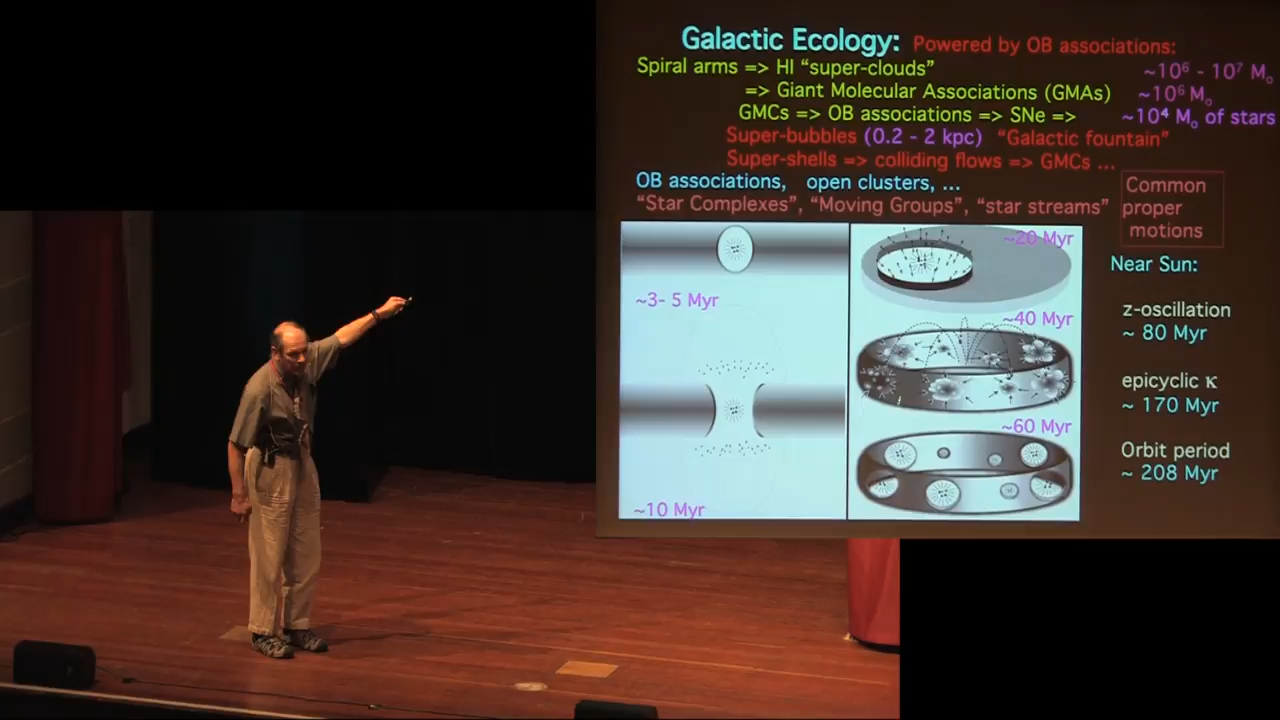 Galactic Ecology: Powered by OB associations:
Spiral arms => HI “super-clouds” ~10⁶ - 10⁷ M₀
=> Giant Molecular Associations (GMAs) ~10⁶ M₀
GMCs => OB associations => SNe => ~10⁴ M₀ of stars
Super-bubbles (0.2 - 2 kpc) “Galactic fountain”
Super-shells => colliding flows => GMCs ...
OB associations, open clusters, ...
“Star Complexes”, “Moving Groups”, “star streams”
Common
proper
motions
~3- 5 Myr
~10 Myr
~20 Myr
~40 Myr
~60 Myr
Near Sun:
z-oscillation
~ 80 Myr
epicyclic κ
~ 170 Myr
Orbit period
~ 208 Myr